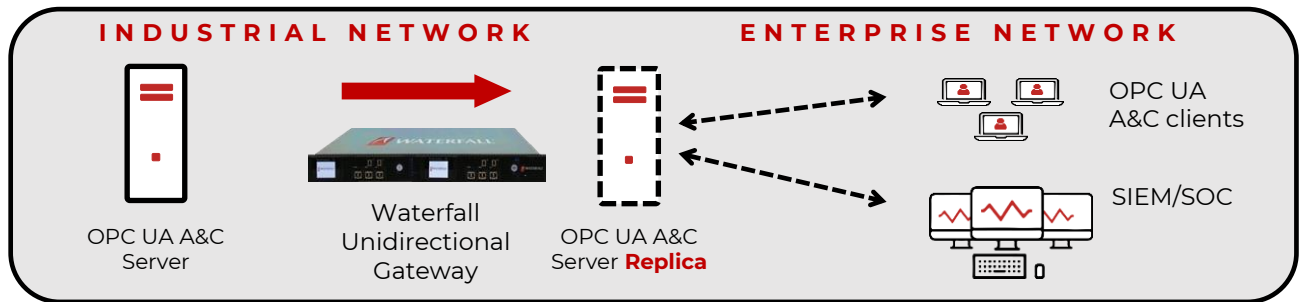 INDUSTRIAL NETWORK
ENTERPRISE NETWORK
WATERFALL
OPC UA A&C
Server
Waterfall
Unidirectional
Gateway
OPC UA A&C
Server Replica
OPC UA
A&C clients
SIEM/SOC